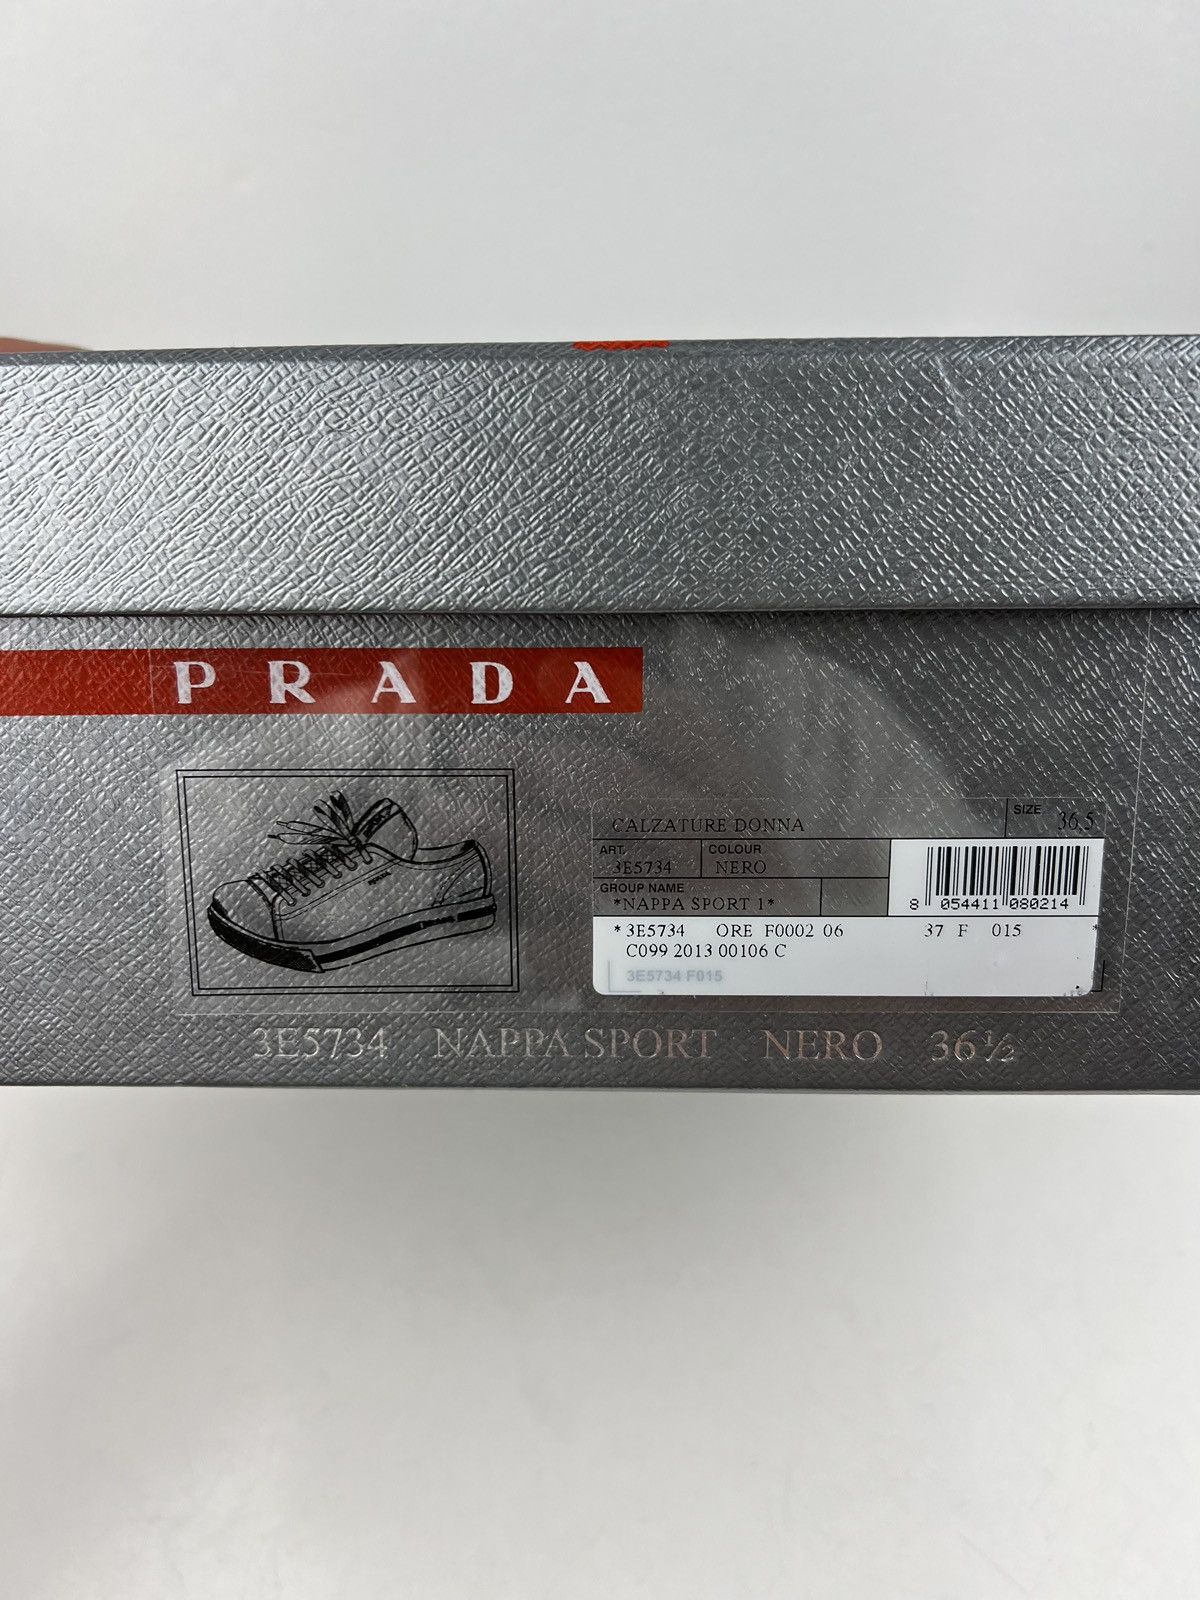 PRADA
CALZATURE DONNA
SIZE 36,5
ART. COLOUR
3E5734 NERO
GROUP NAME
*NAPPA SPORT 1*
8 054411 080214
* 3E5734 ORE F0002 06 37 F 015 *
C099 2013 00106 C
3E5734 F015
3E5734 NAPPA SPORT NERO 36½